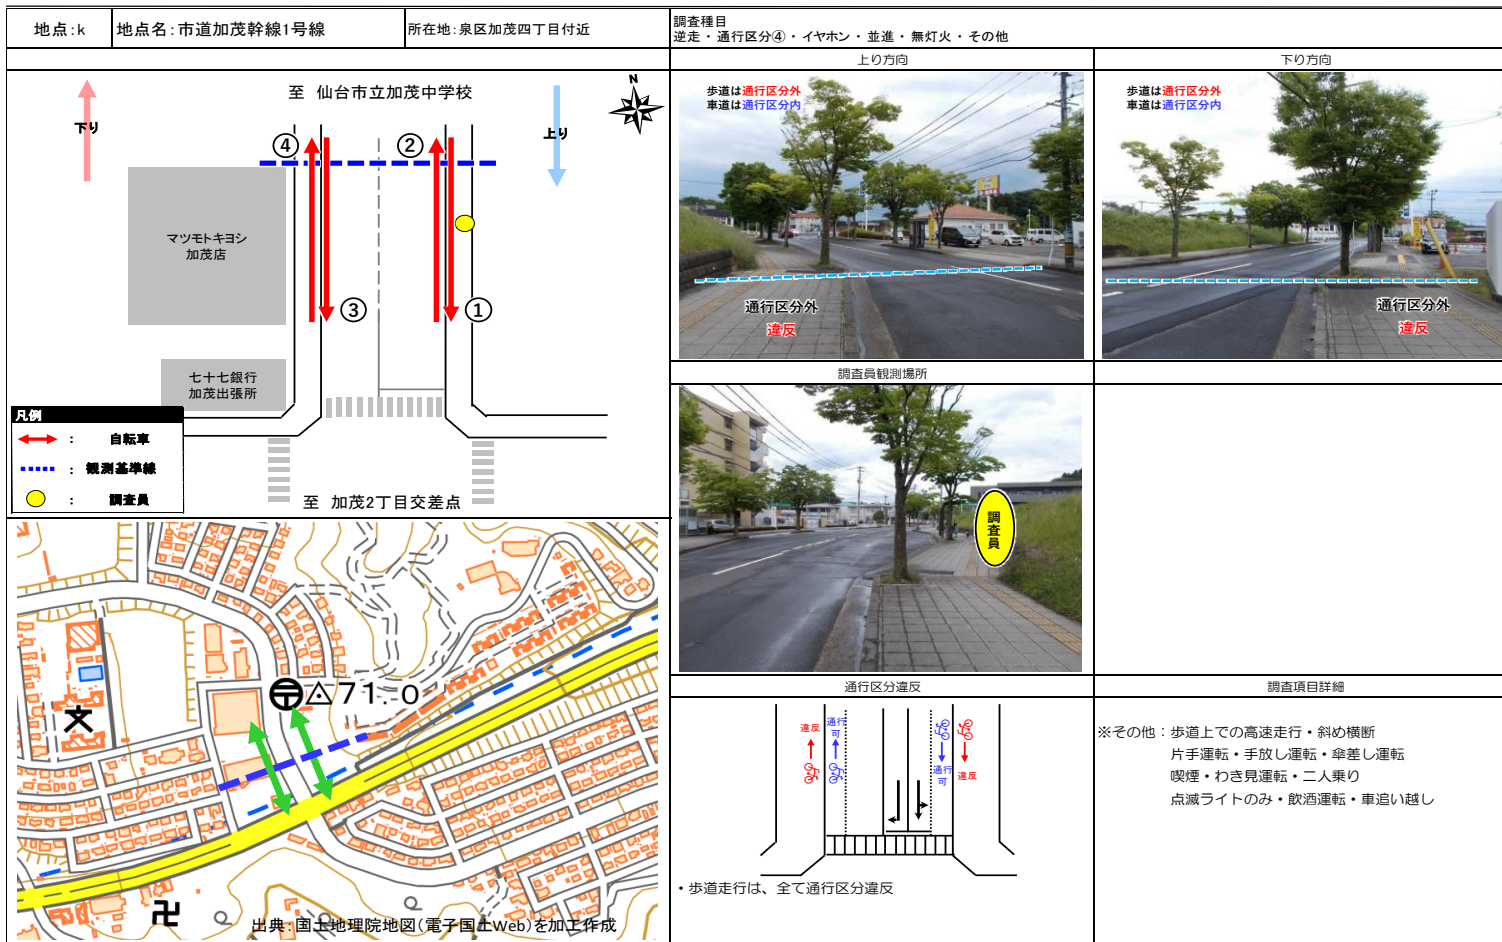 地点:k
地点名:市道加茂幹線1号線
所在地:泉区加茂四丁目付近
調査種目
逆走・通行区分④・イヤホン・並進・無灯火・その他
下り
至 仙台市立加茂中学校
N
上り
④
②
マツモトキヨシ
加茂店
③
①
七十七銀行
加茂出張所
凡例
: 自転車
: 観測基準線
: 調査員
至 加茂2丁目交差点
上り方向
歩道は通行区分外
車道は通行区分内
通行区分外
違反
下り方向
歩道は通行区分外
車道は通行区分内
通行区分外
違反
調査員観測場所
調査員
71.0
文
卍
出典:国土地理院地図(電子国土Web)を加工作成
通行区分違反
違反
通行可
通行可
違反
・歩道走行は、全て通行区分違反
調査項目詳細
※その他:歩道上での高速走行・斜め横断
片手運転・手放し運転・傘差し運転
喫煙・わき見運転・二人乗り
点滅ライトのみ・飲酒運転・車追い越し